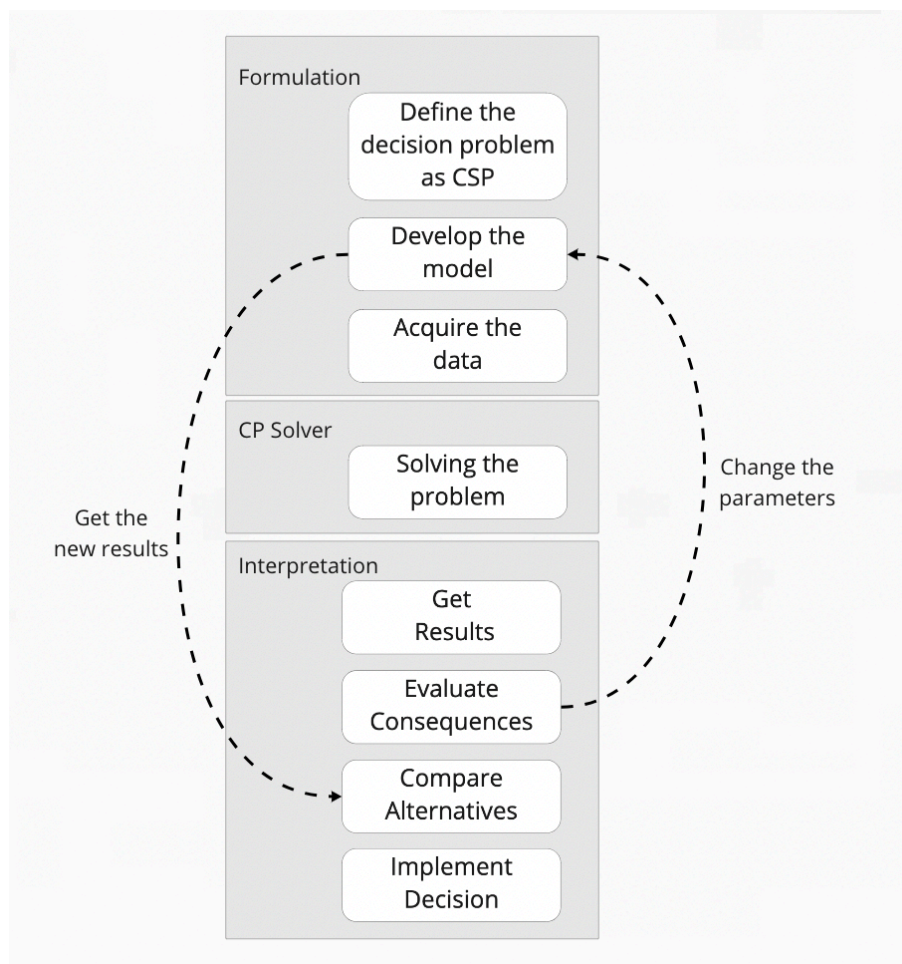 Formulation
Define the
decision problem
as CSP
Develop the
model
Acquire the
data
CP Solver
Solving the
problem
Change the
parameters
Get the
new results
Interpretation
Get
Results
Evaluate
Consequences
Compare
Alternatives
Implement
Decision